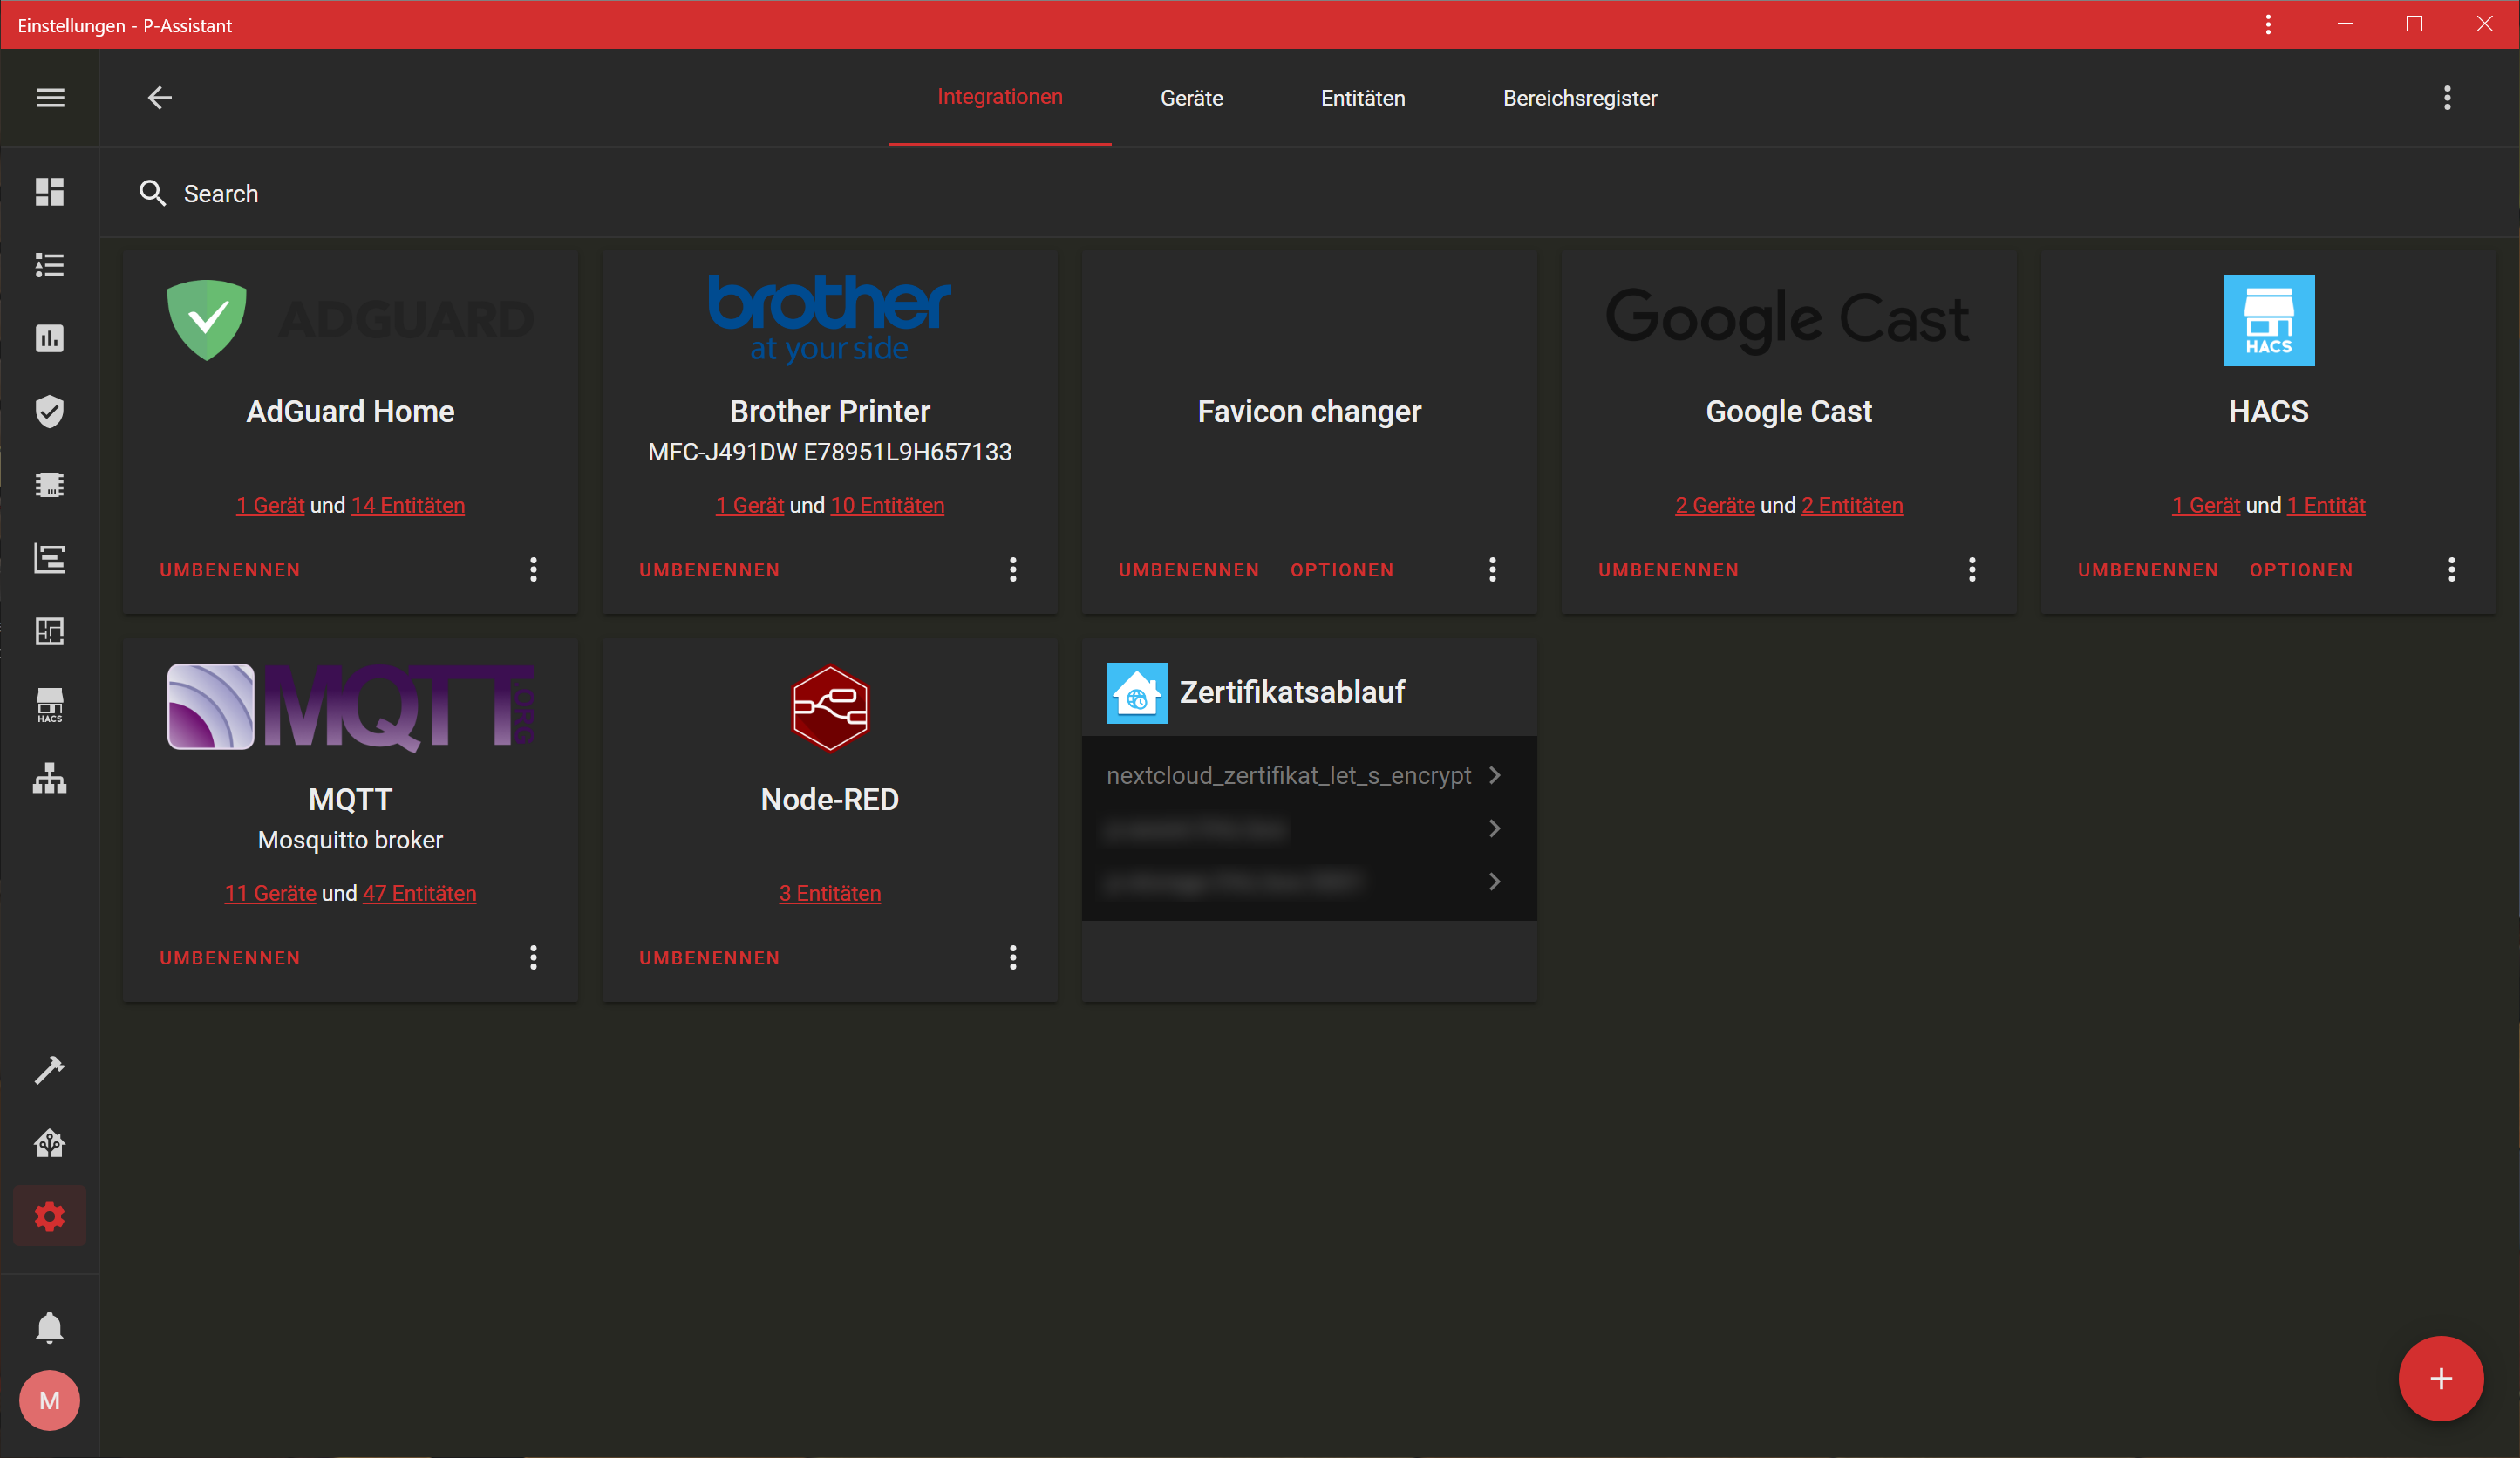 Einstellungen - P-Assistant
Integrationen
Geräte
Entitäten
Bereichsregister
Search
ADGUARD
AdGuard Home
1 Gerät und 14 Entitäten
UMBENENNEN
brother
at your side
Brother Printer
MFC-J491DW E78951L9H657133
1 Gerät und 10 Entitäten
UMBENENNEN
Favicon changer
UMBENENNEN OPTIONEN
Google Cast
Google Cast
2 Geräte und 2 Entitäten
UMBENENNEN
HACS
HACS
1 Gerät und 1 Entität
UMBENENNEN OPTIONEN
HACS
MQTT.ORG
MQTT
Mosquitto broker
11 Geräte und 47 Entitäten
UMBENENNEN
Node-RED
3 Entitäten
UMBENENNEN
Zertifikatsablauf
nextcloud_zertifikat_let_s_encrypt
M